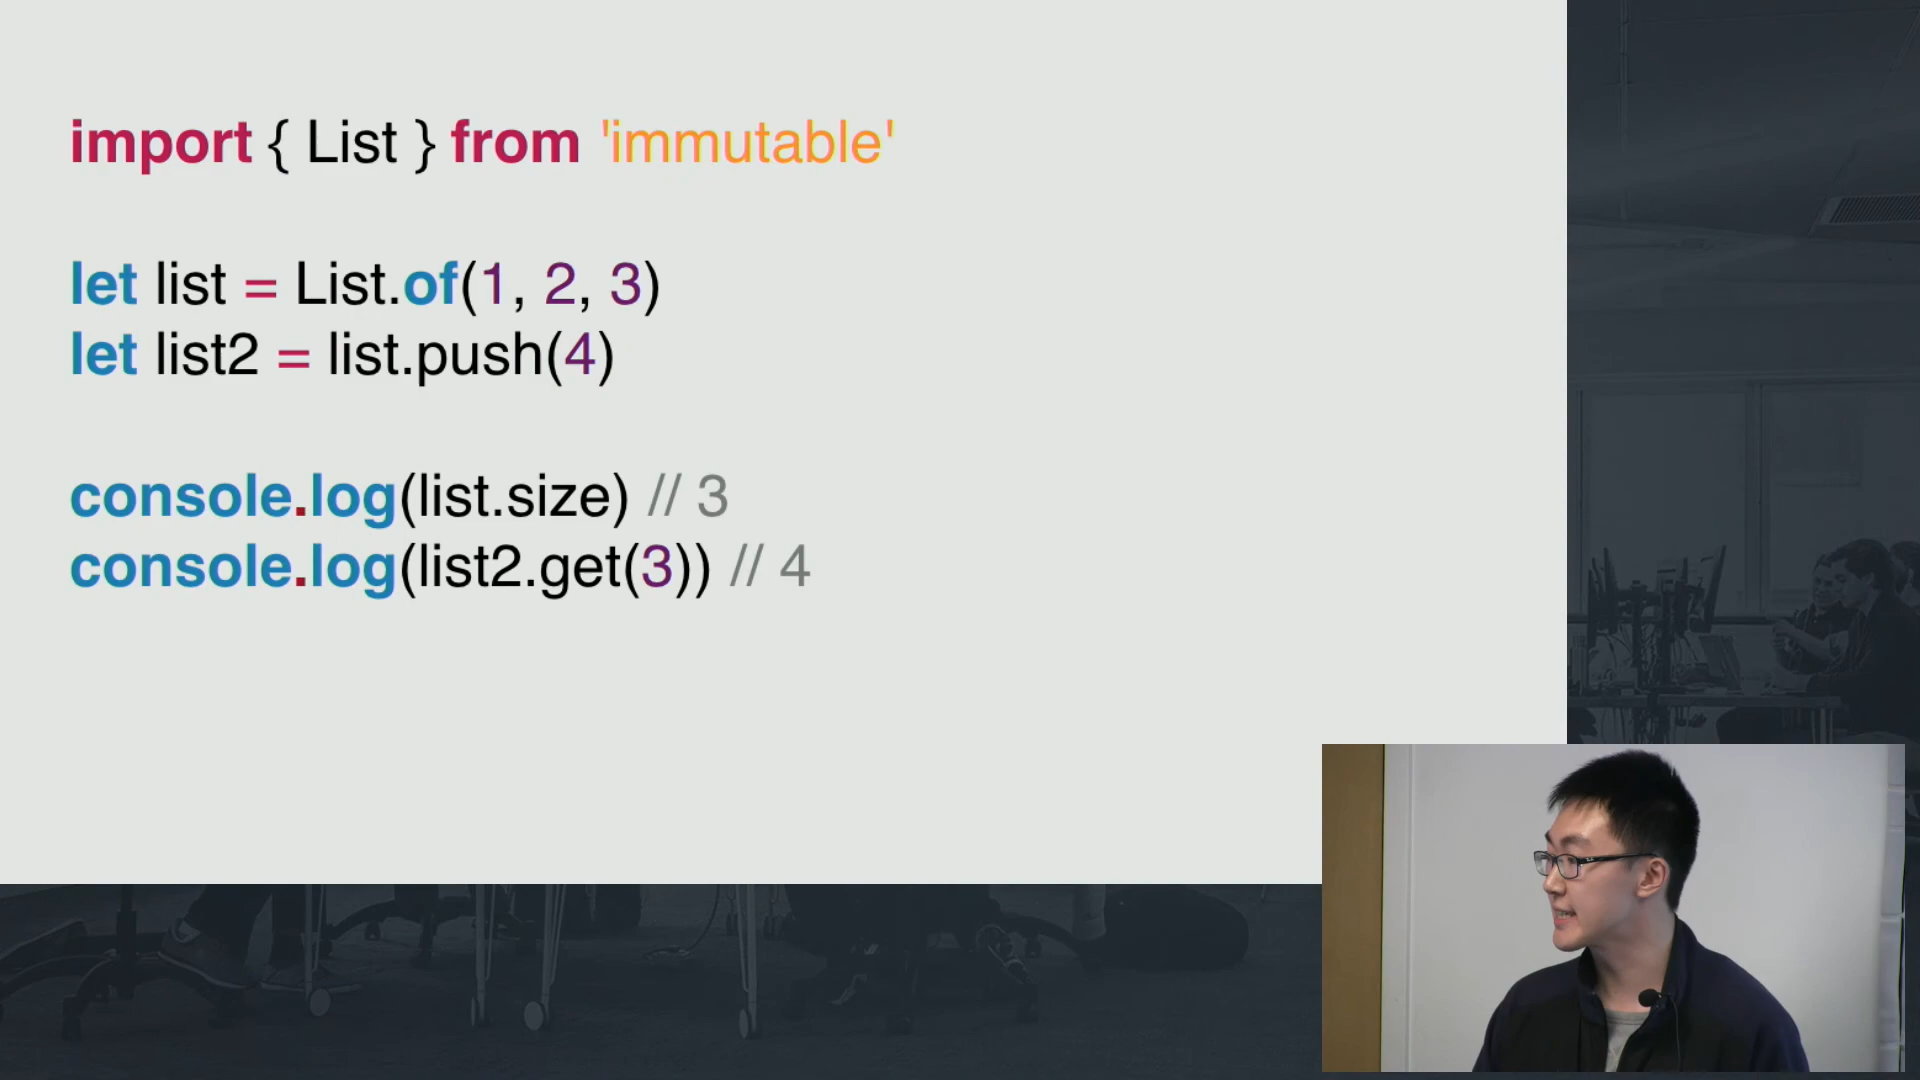 import { List } from 'immutable'
let list = List.of(1, 2, 3)
let list2 = list.push(4)
console.log(list.size) // 3
console.log(list2.get(3)) // 4